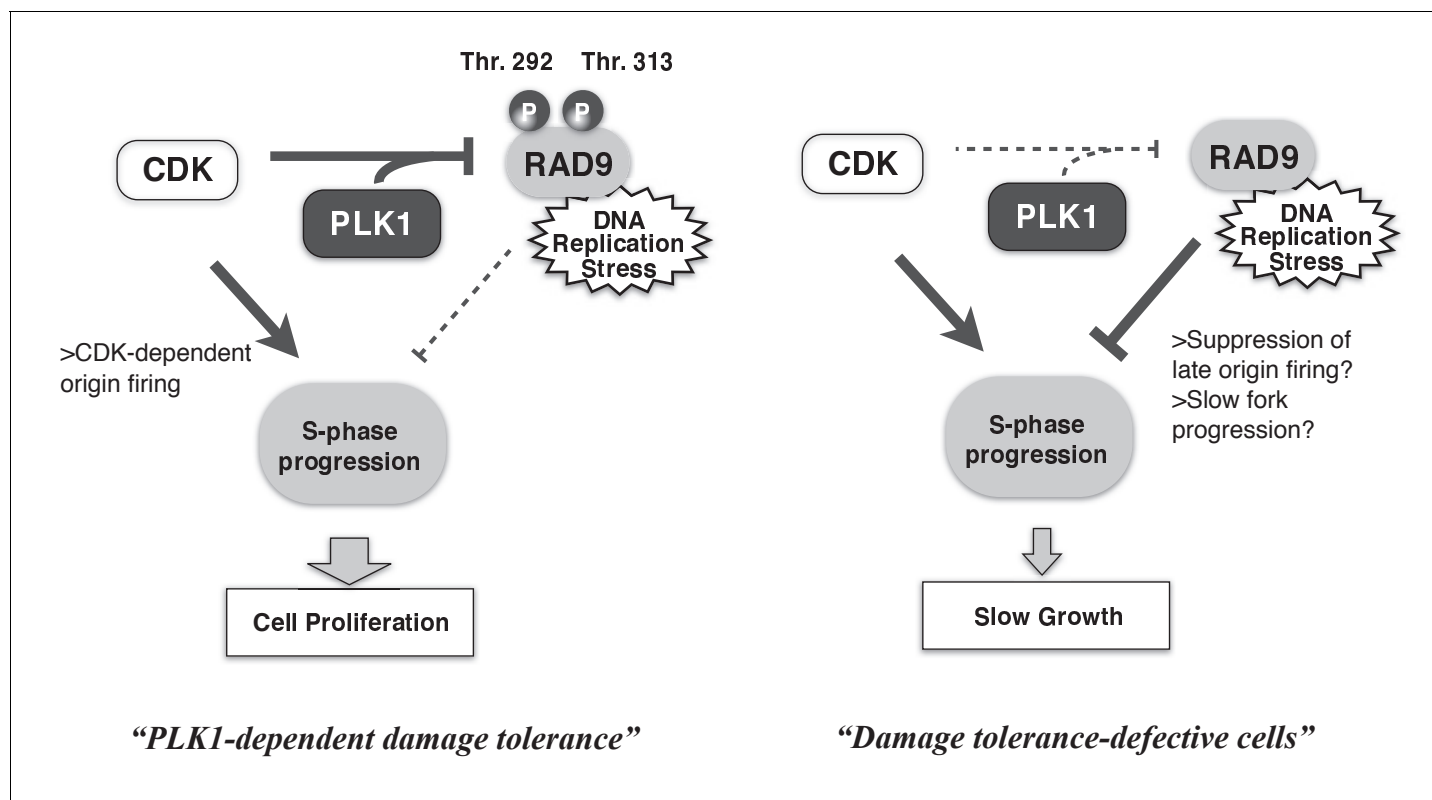 Thr. 292 Thr. 313
P P
CDK
RAD9
PLK1
DNA
Replication
Stress
>CDK-dependent
origin firing
S-phase
progression
Cell Proliferation
“PLK1-dependent damage tolerance”
CDK
RAD9
PLK1
DNA
Replication
Stress
>Suppression of
late origin firing?
>Slow fork
progression?
S-phase
progression
Slow Growth
“Damage tolerance-defective cells”